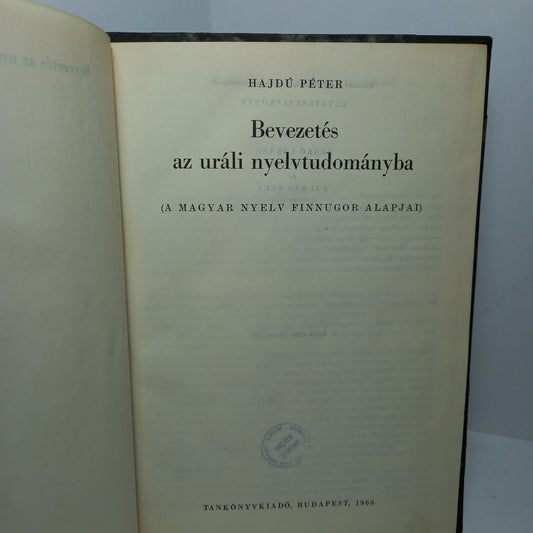 HAJDÚ PÉTER
Bevezetés
az uráli nyelvtudományba
(A MAGYAR NYELV FINNUGOR ALAPJAI)
TANKÖNYVKIADÓ, BUDAPEST, 1966